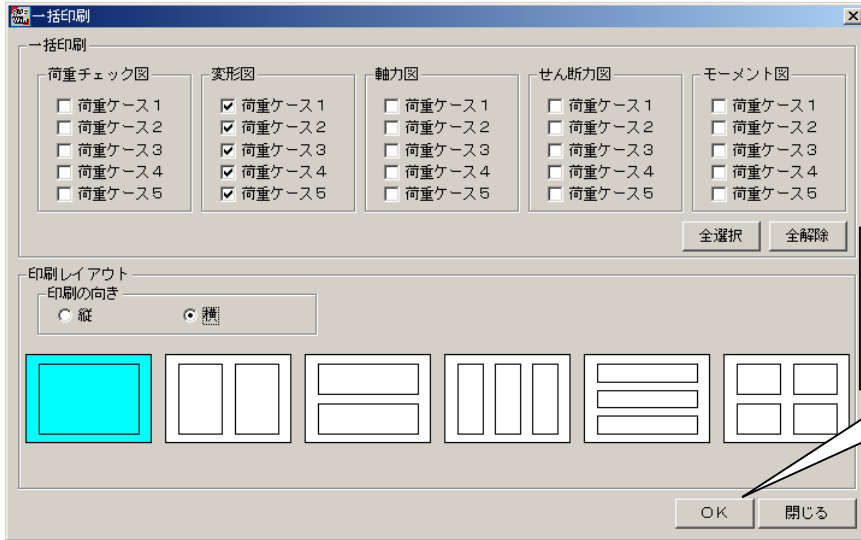 一括印刷
一括印刷
荷重チェック図
荷重ケース１
荷重ケース２
荷重ケース３
荷重ケース４
荷重ケース５
変形図
荷重ケース１
荷重ケース２
荷重ケース３
荷重ケース４
荷重ケース５
軸力図
荷重ケース１
荷重ケース２
荷重ケース３
荷重ケース４
荷重ケース５
せん断力図
荷重ケース１
荷重ケース２
荷重ケース３
荷重ケース４
荷重ケース５
モーメント図
荷重ケース１
荷重ケース２
荷重ケース３
荷重ケース４
荷重ケース５
全選択 全解除
印刷レイアウト
印刷の向き
縦 横
ＯＫ 閉じる